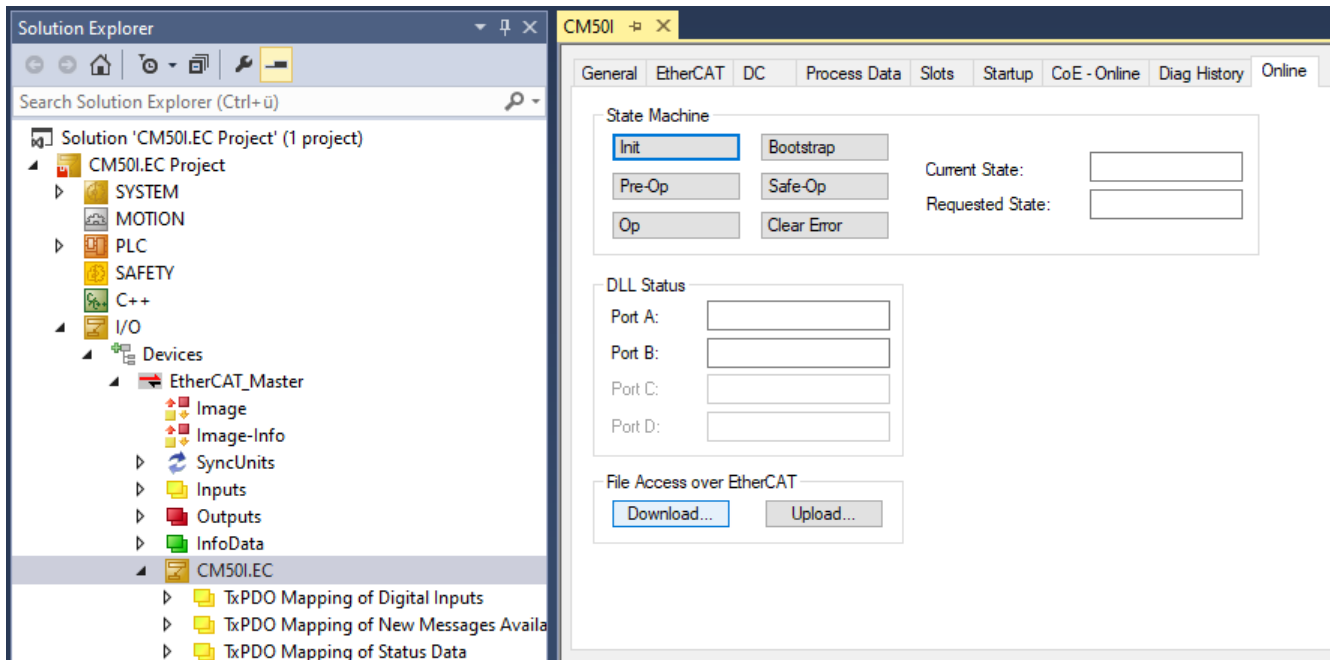 Solution Explorer
Search Solution Explorer (Ctrl+ü)
Solution 'CM50I.EC Project' (1 project)
CM50I.EC Project
SYSTEM
MOTION
PLC
SAFETY
C++
I/O
Devices
EtherCAT_Master
Image
Image-Info
SyncUnits
Inputs
Outputs
InfoData
CM50I.EC
TxPDO Mapping of Digital Inputs
TxPDO Mapping of New Messages Availa
TxPDO Mapping of Status Data
CM50I
General EtherCAT DC Process Data Slots Startup CoE - Online Diag History Online
State Machine
Init Bootstrap
Pre-Op Safe-Op
Op Clear Error
Current State:
Requested State:
DLL Status
Port A:
Port B:
Port C:
Port D:
File Access over EtherCAT
Download... Upload...